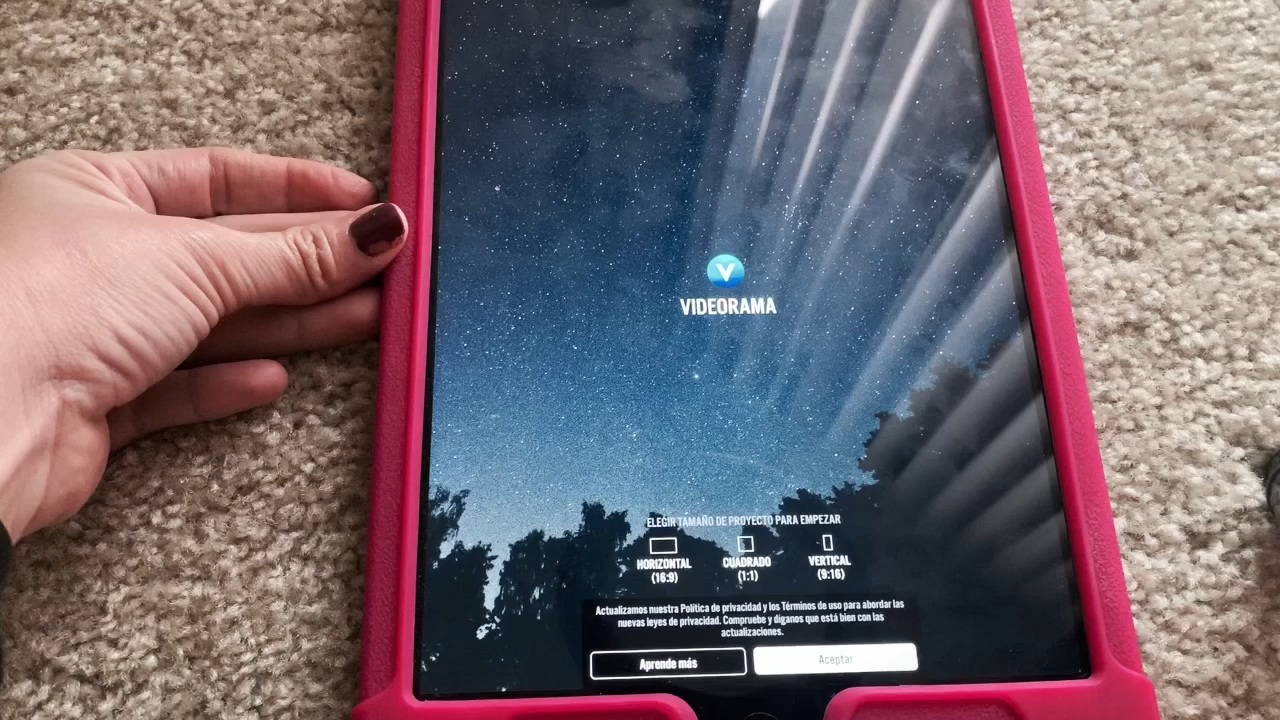 V
VIDEORAMA
ELEGIR TAMAÑO DE PROYECTO PARA EMPEZAR
HORIZONTAL
(16:9)
CUADRADO
(1:1)
VERTICAL
(9:16)
Actualizamos nuestra Política de privacidad y los Términos de uso para abordar las
nuevas leyes de privacidad. Compruebe y díganos que está bien con las
actualizaciones.
Aprende más
Aceptar